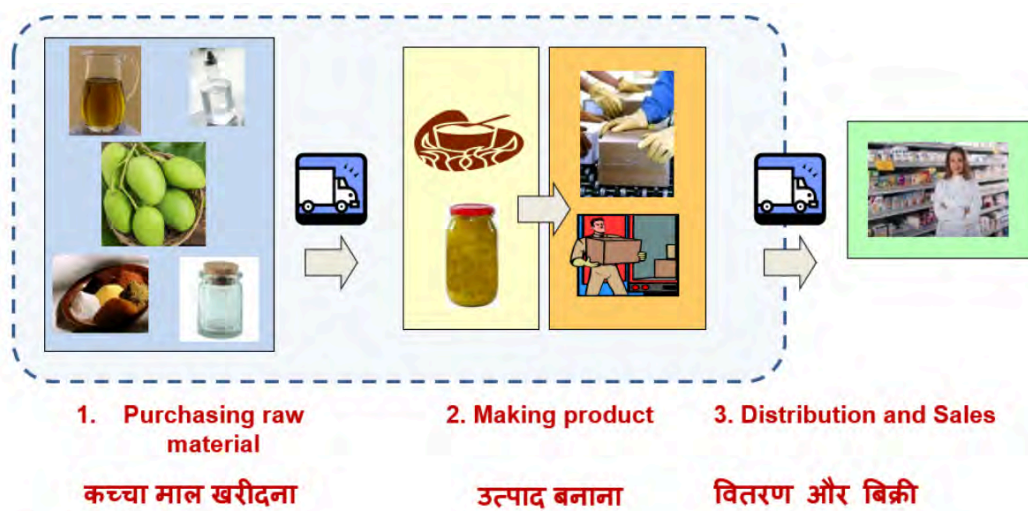 1. Purchasing raw
material
2. Making product
3. Distribution and Sales
कच्चा माल खरीदना
उत्पाद बनाना
वितरण और बिक्री